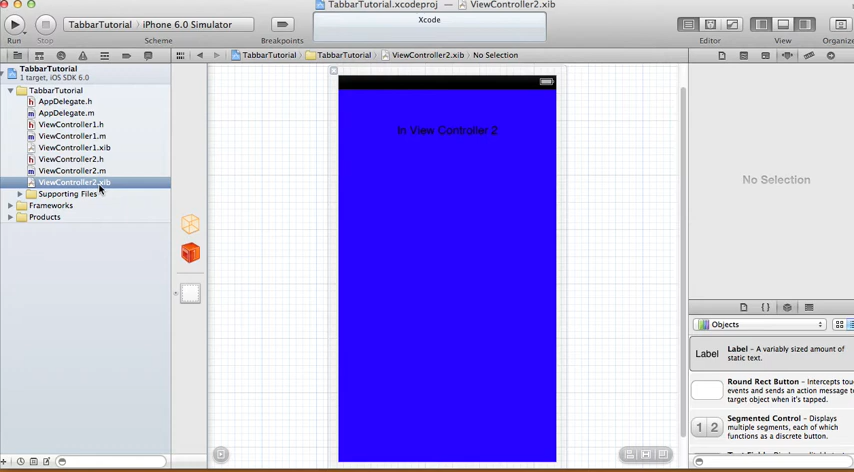 TabbarTutorial.xcodeproj — ViewController2.xib
TabbarTutorial iPhone 6.0 Simulator
Xcode
Run Stop Scheme Breakpoints Editor View Organize
TabbarTutorial
1 target, iOS SDK 6.0
TabbarTutorial TabbarTutorial ViewController2.xib No Selection
TabbarTutorial
AppDelegate.h
AppDelegate.m
ViewController1.h
ViewController1.m
ViewController1.xib
ViewController2.h
ViewController2.m
ViewController2.xib
Supporting Files
Frameworks
Products
In View Controller 2
No Selection
{ }
Objects
Label
Label - A variably sized amount of
static text.
Round Rect Button - Intercepts tou
events and sends an action message to
target object when it's tapped.
1 2
Segmented Control - Displays
multiple segments, each of which
functions as a discrete button.